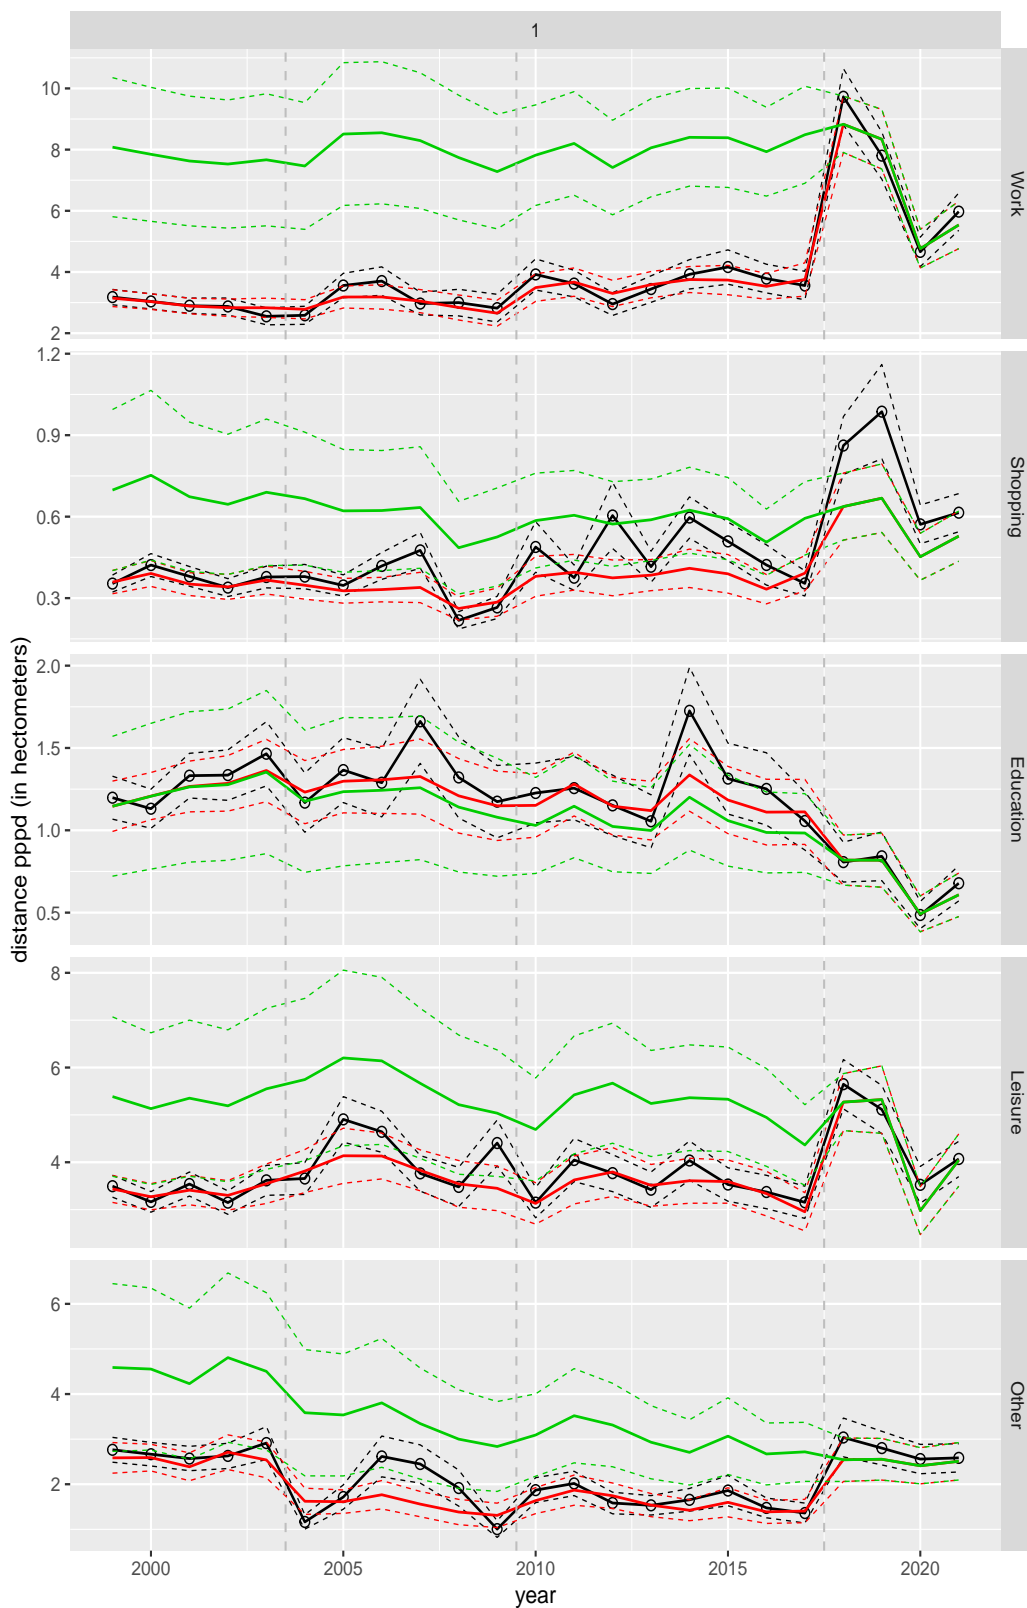 1
10
8
6
4
2
Work
1.2
0.9
0.6
0.3
Shopping
2.0
1.5
1.0
0.5
Education
8
6
4
Leisure
6
4
2
Other
distance pppd (in hectometers)
2000 2005 2010 2015 2020
year